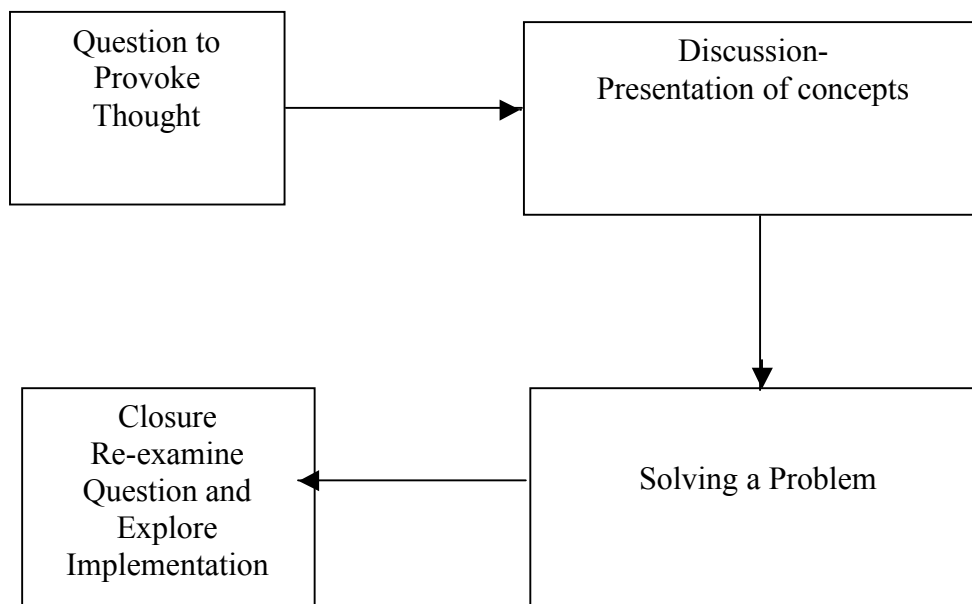 Question to
Provoke
Thought
Discussion-
Presentation of concepts
Solving a Problem
Closure
Re-examine
Question and
Explore
Implementation